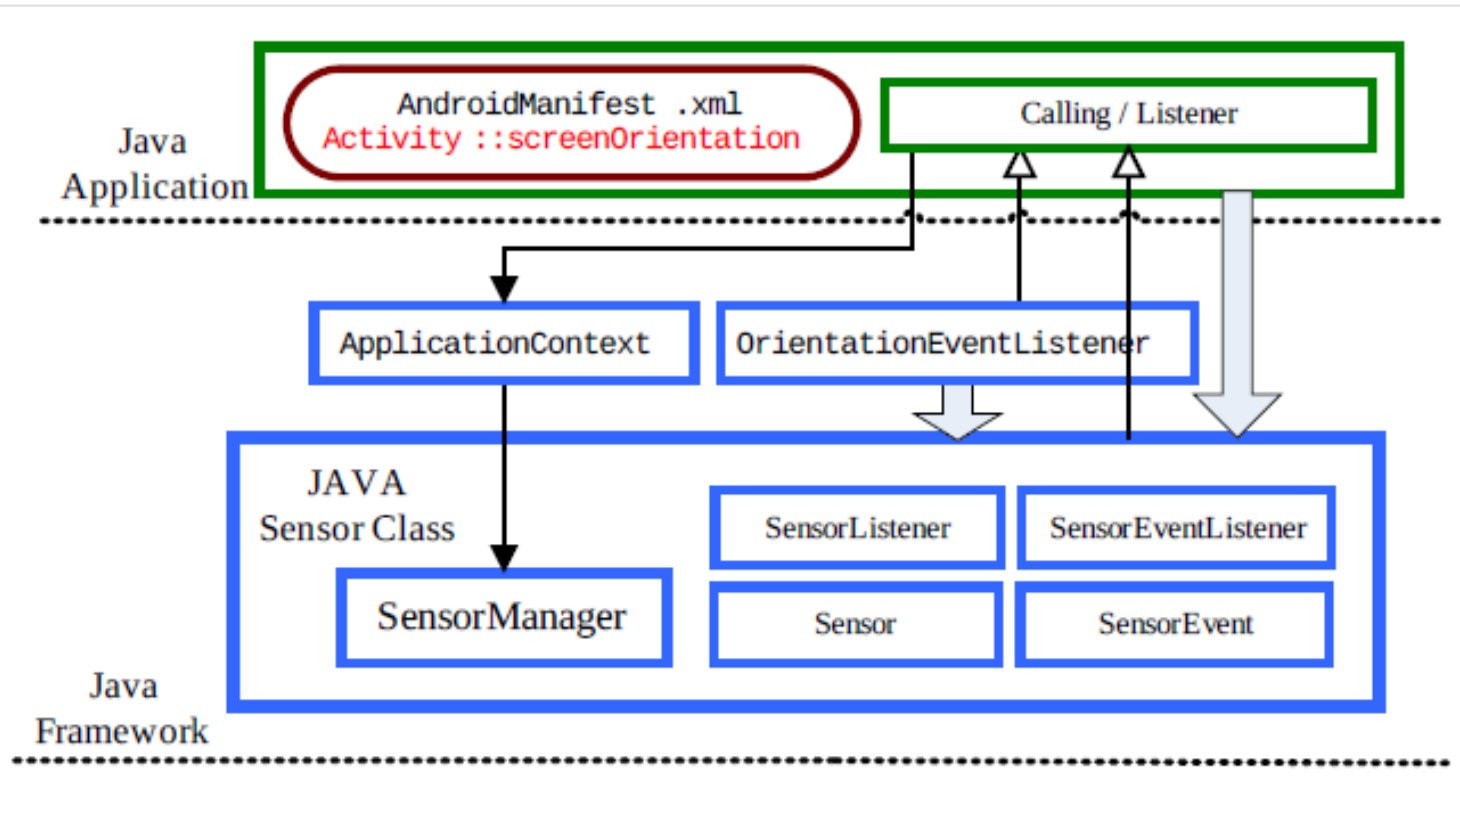 AndroidManifest .xml
Activity ::screenOrientation
Calling / Listener
Java
Application
ApplicationContext
OrientationEventListener
JAVA
Sensor Class
SensorListener
SensorEventListener
SensorManager
Sensor
SensorEvent
Java
Framework